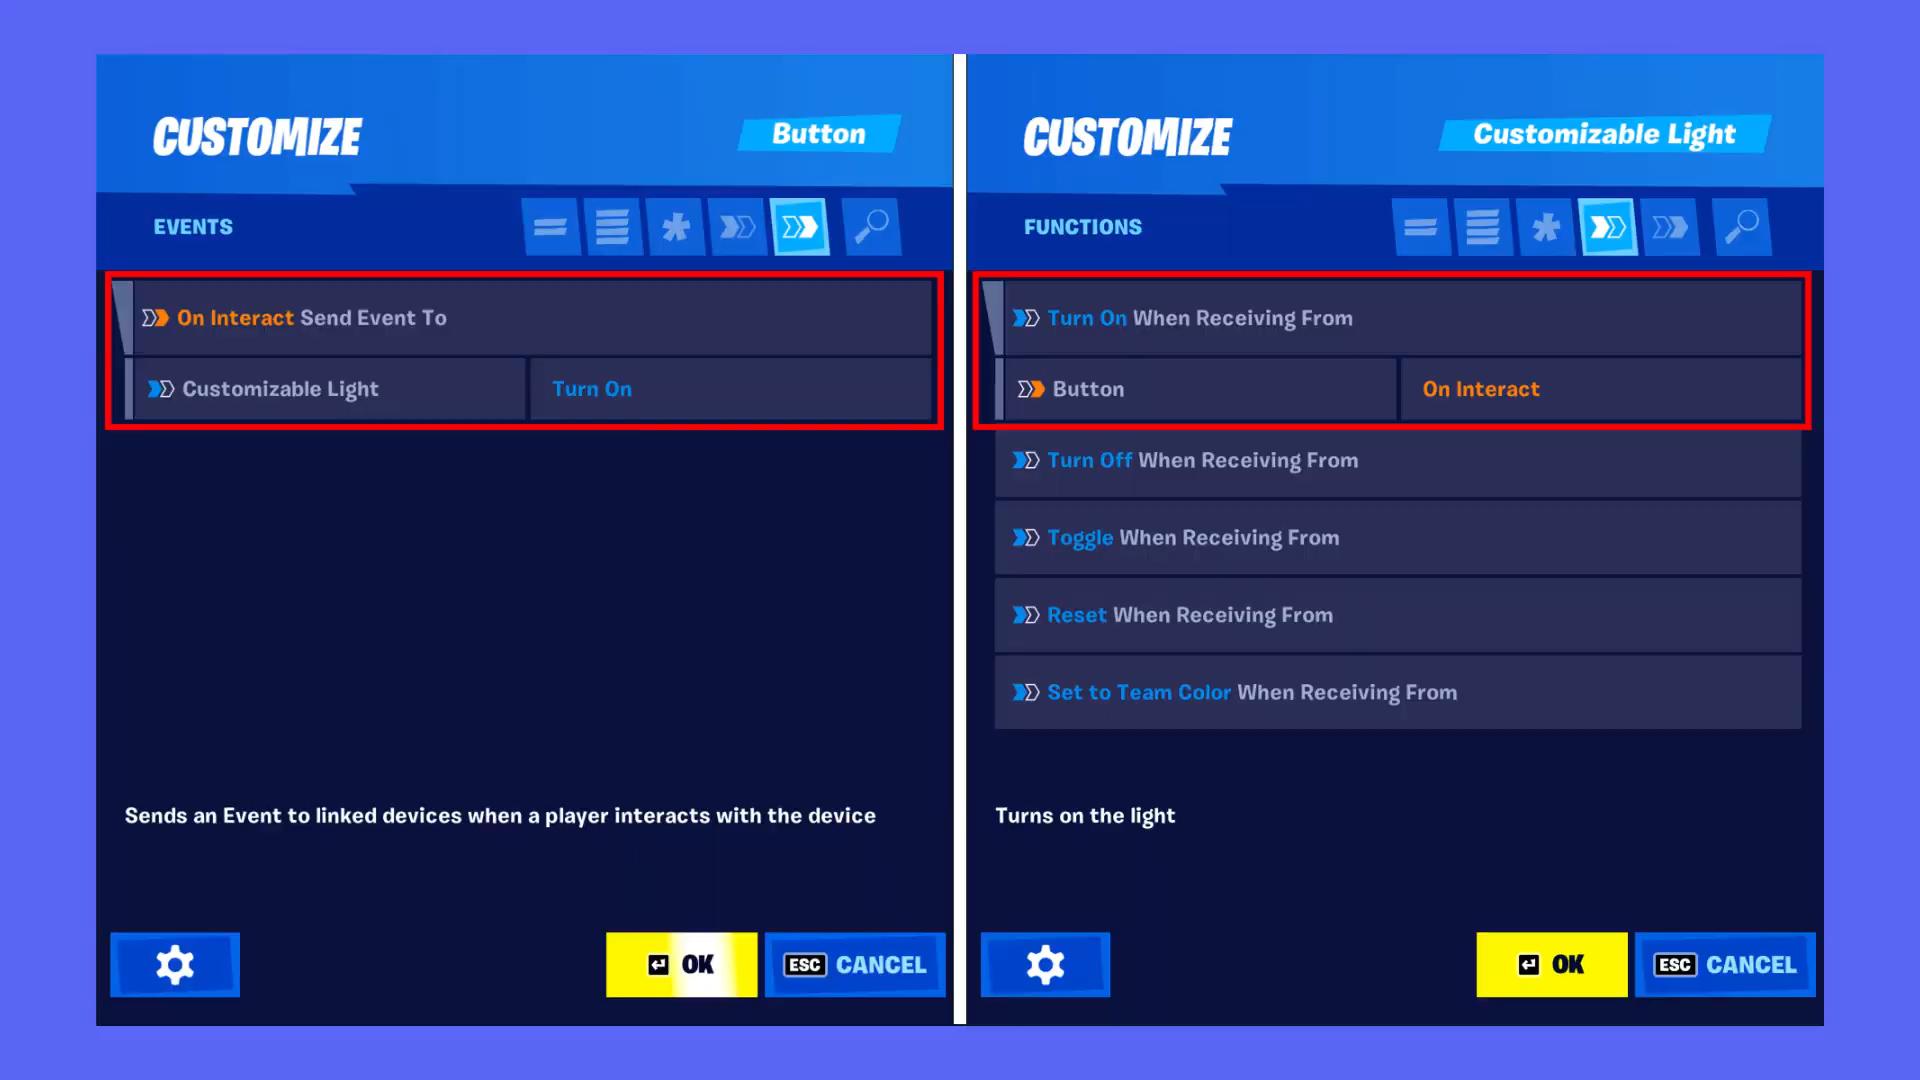 CUSTOMIZE
Button
EVENTS
On Interact Send Event To
Customizable Light
Turn On
Sends an Event to linked devices when a player interacts with the device
OK
ESC CANCEL
CUSTOMIZE
Customizable Light
FUNCTIONS
Turn On When Receiving From
Button
On Interact
Turn Off When Receiving From
Toggle When Receiving From
Reset When Receiving From
Set to Team Color When Receiving From
Turns on the light
OK
ESC CANCEL